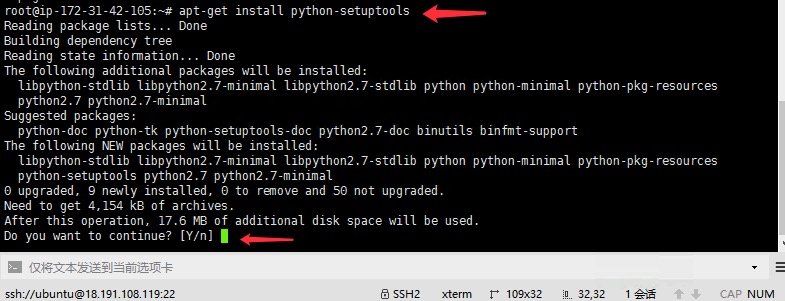 root@ip-172-31-42-105:~# apt-get install python-setuptools
Reading package lists... Done
Building dependency tree
Reading state information... Done
The following additional packages will be installed:
  libpython-stdlib libpython2.7-minimal libpython2.7-stdlib python python-minimal python-pkg-resources
  python2.7 python2.7-minimal
Suggested packages:
  python-doc python-tk python-setuptools-doc python2.7-doc binutils binfmt-support
The following NEW packages will be installed:
  libpython-stdlib libpython2.7-minimal libpython2.7-stdlib python python-minimal python-pkg-resources
  python-setuptools python2.7 python2.7-minimal
0 upgraded, 9 newly installed, 0 to remove and 50 not upgraded.
Need to get 4,154 kB of archives.
After this operation, 17.6 MB of additional disk space will be used.
Do you want to continue? [Y/n]
仅将文本发送到当前选项卡
ssh://ubuntu@18.191.108.119:22 SSH2 xterm 109x32 32,32 1 会话 CAP NUM